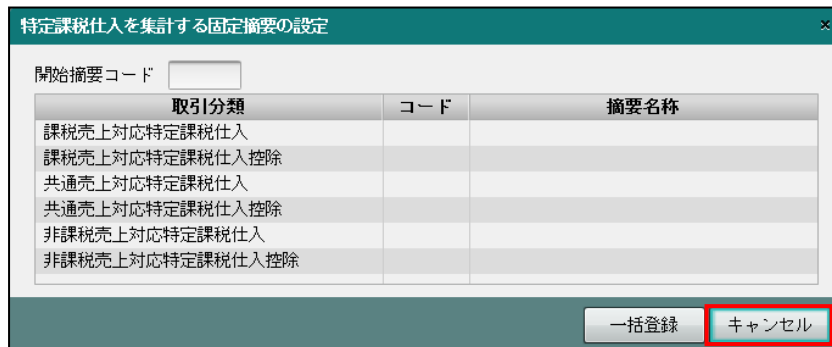 特定課税仕入を集計する固定摘要の設定 ×
開始摘要コード
取引分類 コード 摘要名称
課税売上対応特定課税仕入
課税売上対応特定課税仕入控除
共通売上対応特定課税仕入
共通売上対応特定課税仕入控除
非課税売上対応特定課税仕入
非課税売上対応特定課税仕入控除
一括登録 キャンセル